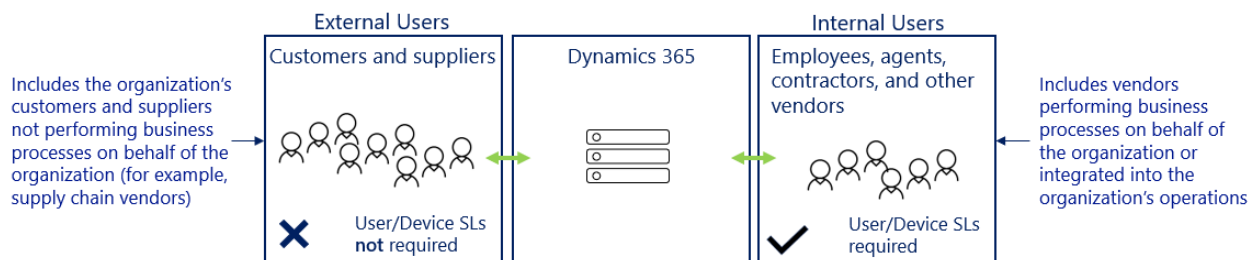 External Users
Internal Users
Includes the organization's
customers and suppliers
not performing business
processes on behalf of the
organization (for example,
supply chain vendors)
Customers and suppliers
User/Device SLs
not required
Dynamics 365
Employees, agents,
contractors, and other
vendors
User/Device SLs
required
Includes vendors
performing business
processes on behalf of
the organization or
integrated into the
organization's operations